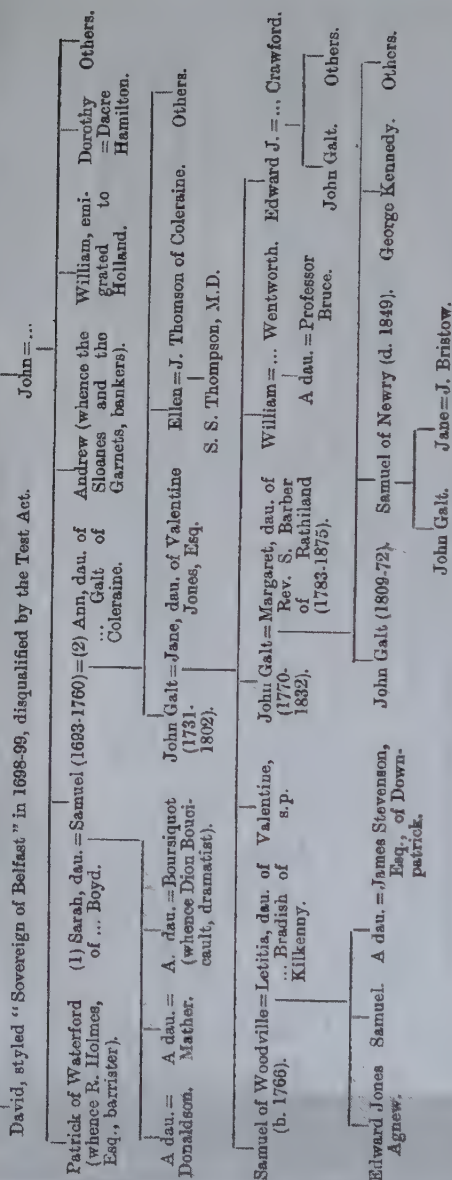 David, styled “Sovereign of Belfast” in 1698-99, disqualified by the Test Act.
John=...
Patrick of Waterford
(whence R. Holmes,
Esq., barrister).
(1) Sarah, dau.=Samuel (1693-1760)=(2) Ann, dau. of
of ... Boyd.
... Galt of
Coleraine.
Andrew (whence the
Sloanes and the
Garnets, bankers).
William, emi-
grated to
Holland.
Dorothy
=Dacre
Hamilton.
Others.
A dau.=
Donaldson.
A dau.=
Mather.
A. dau.=Boursiquot
(whence Dion Bouci-
cault, dramatist).
John Galt=Jane, dau. of Valentine
(1731-
1802).
Jones, Esq.
Ellen=J. Thomson of Coleraine.
S. S. Thompson, M.D.
Others.
Samuel of Woodville=Letitia, dau. of
(b. 1766).
... Bradish of
Kilkenny.
Valentine,
s.p.
John Galt=Margaret, dau. of
(1770-
1832).
Rev. S. Barber
of Rathiland
(1783-1875).
William=... Wentworth.
A dau.=Professor
Bruce.
Edward J.=..., Crawford.
John Galt.
Others.
Edward Jones
Agnew.
Samuel.
A dau.=James Stevenson,
Esq., of Down-
patrick.
John Galt (1809-72).
Samuel of Newry (d. 1849).
George Kennedy.
Others.
John Galt.
Jane=J. Bristow.